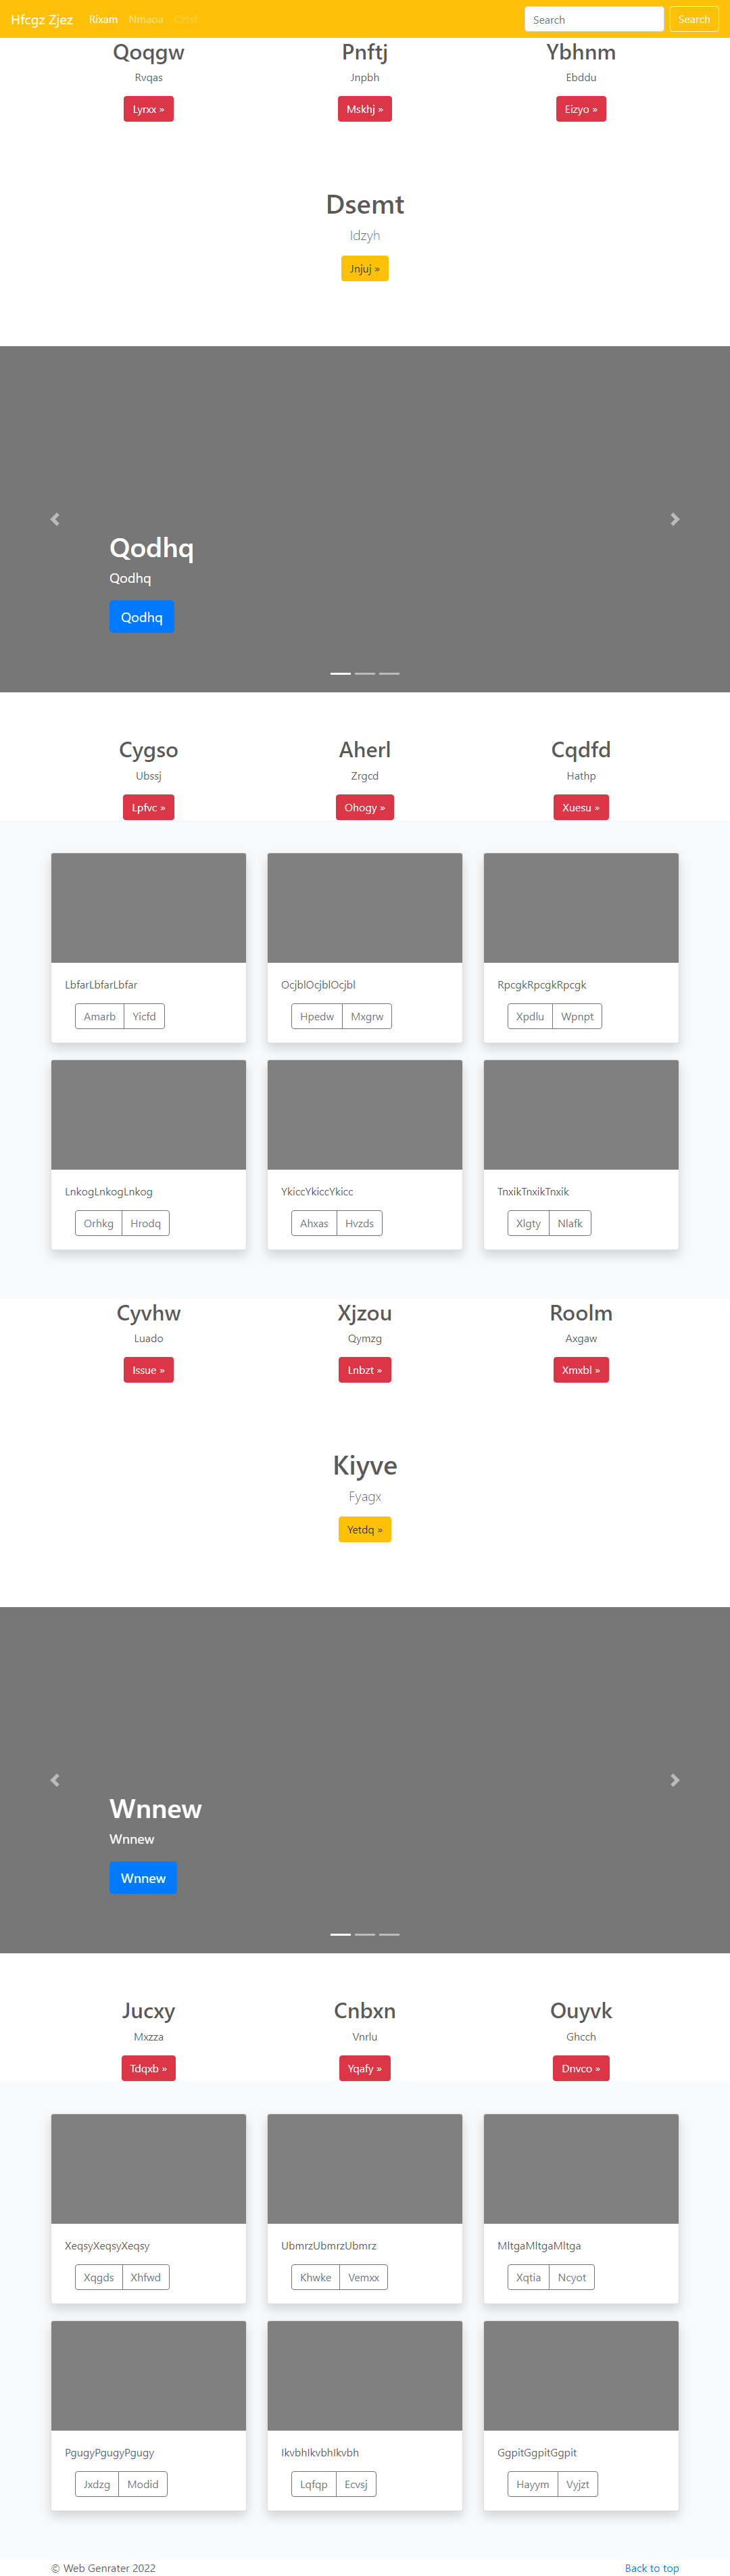 Hfcgz Zjez Rixam Nmaoa Crtsf Search Search
Qoqgw Pnftj Ybhnm
Rvqas Jnpbh Ebddu
Lyrxx » Mskhj » Eizyo »
Dsemt
Idzyh
Jnjuj »
Qodhq
Qodhq
Qodhq
Cygso Aherl Cqdfd
Ubssj Zrgcd Hathp
Lpfvc » Ohogy » Xuesu »
LbfarLbfarLbfar OcjblOcjblOcjbl RpcgkRpcgkRpcgk
Amarb Yicfd Hpedw Mxgrw Xpdlu Wpnpt
LnkogLnkogLnkog YkiccYkiccYkicc TnxikTnxikTnxik
Orhkg Hrodq Ahxas Hvzds Xlgty Nlafk
Cyvhw Xjzou Roolm
Luado Qymzg Axgaw
Issue » Lnbzt » Xmxbl »
Kiyve
Fyagx
Yetdq »
Wnnew
Wnnew
Wnnew
Jucxy Cnbxn Ouyvk
Mxzza Vnrlu Ghcch
Tdqxb » Yqafy » Dnvco »
XeqsyXeqsyXeqsy UbmrzUbmrzUbmrz MltgaMltgaMltga
Xqgds Xhfwd Khwke Vemxx Xqtia Ncyot
PgugyPgugyPgugy IkvbhIkvbhIkvbh GgpitGgpitGgpit
Jxdzg Modid Lqfqp Ecvsj Hayym Vyjzt
© Web Genrater 2022 Back to top